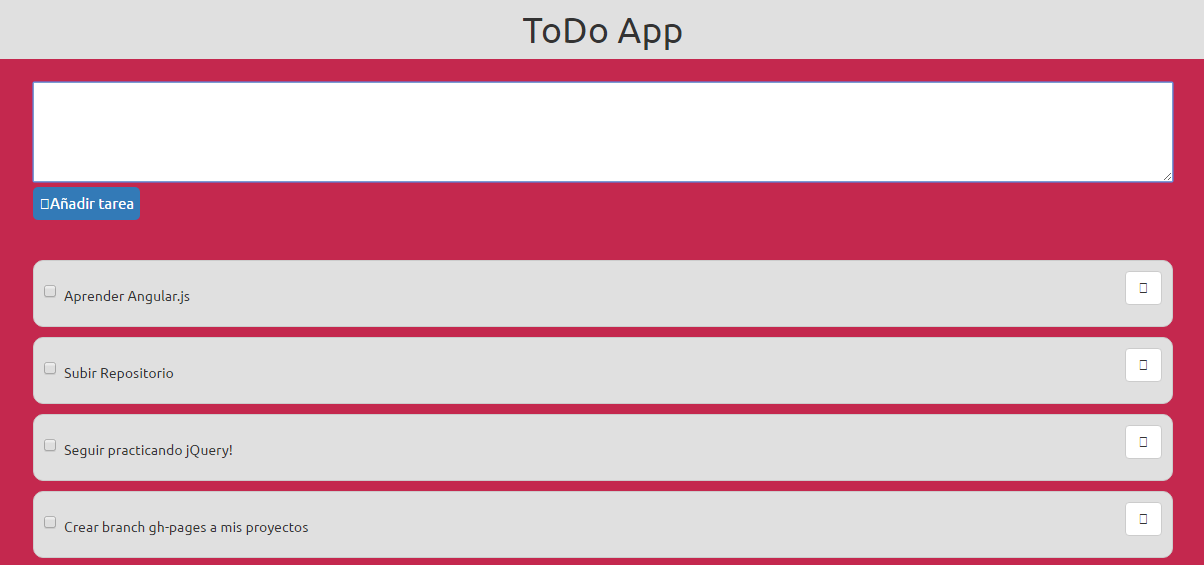 ToDo App
Añadir tarea
Aprender Angular.js
Subir Repositorio
Seguir practicando jQuery!
Crear branch gh-pages a mis proyectos